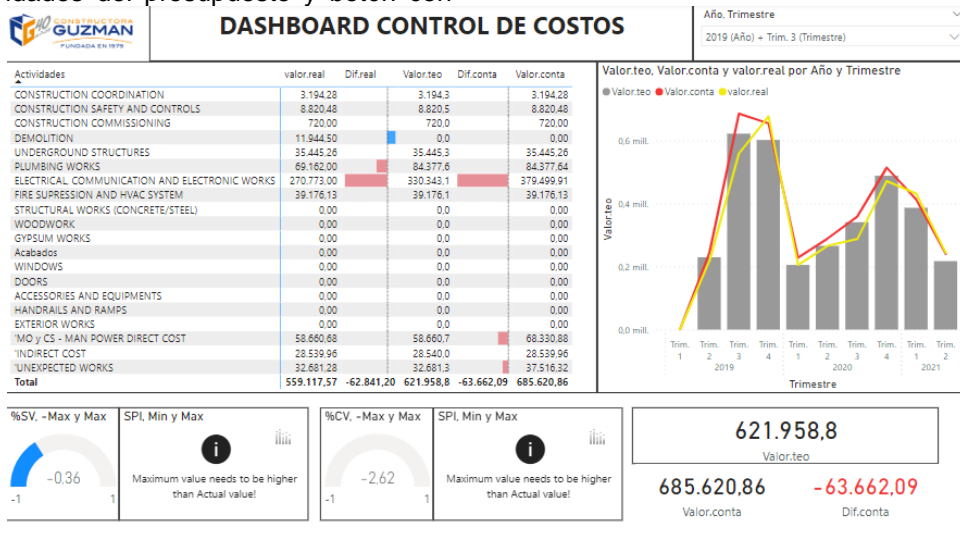 idades del presupuesto y botón con
CONSTRUCTORA
GUZMAN
FUNDADA EN 1979
DASHBOARD CONTROL DE COSTOS
Año, Trimestre
2019 (Año) + Trim. 3 (Trimestre)
Actividades valor.real Dif.real Valor.teo Dif.conta Valor.conta
CONSTRUCTION COORDINATION 3.194,28 3.194,3 3.194,28
CONSTRUCTION SAFETY AND CONTROLS 8.820,48 8.820,5 8.820,48
CONSTRUCTION COMMISSIONING 720,00 720,0 720,00
DEMOLITION 11.944,50 0,0 0,00
UNDERGROUND STRUCTURES 35.445,26 35.445,3 35.445,26
PLUMBING WORKS 69.162,00 84.377,6 84.377,64
ELECTRICAL, COMMUNICATION AND ELECTRONIC WORKS 270.773,00 330.343,1 379.499,91
FIRE SUPRESSION AND HVAC SYSTEM 39.176,13 39.176,1 39.176,13
STRUCTURAL WORKS (CONCRETE/STEEL) 0,00 0,0 0,00
WOODWORK 0,00 0,0 0,00
GYPSUM WORKS 0,00 0,0 0,00
Acabados 0,00 0,0 0,00
WINDOWS 0,00 0,0 0,00
DOORS 0,00 0,0 0,00
ACCESSORIES AND EQUIPMENTS 0,00 0,0 0,00
HANDRAILS AND RAMPS 0,00 0,0 0,00
EXTERIOR WORKS 0,00 0,0 0,00
'MO y CS - MAN POWER DIRECT COST 58.660,68 58.660,7 68.330,88
'INDIRECT COST 28.539,96 28.540,0 28.539,96
'UNEXPECTED WORKS 32.681,28 32.681,3 37.516,32
Total 559.117,57 -62.841,20 621.958,8 -63.662,09 685.620,86
Valor.teo, Valor.conta y valor.real por Año y Trimestre
Valor.teo Valor.conta valor.real
0,6 mill.
0,4 mill.
0,2 mill.
0,0 mill.
Valor.teo
Trim. Trim. Trim. Trim. Trim. Trim. Trim. Trim. Trim. Trim.
1 2 3 4 1 2 3 4 1 2
2019 2020 2021
Trimestre
%SV, -Max y Max
-0,36
-1 1
SPI, Min y Max
i
Maximum value needs to be higher
than Actual value!
%CV, -Max y Max
-2,62
-1 1
SPI, Min y Max
i
Maximum value needs to be higher
than Actual value!
621.958,8
Valor.teo
685.620,86
Valor.conta
-63.662,09
Dif.conta